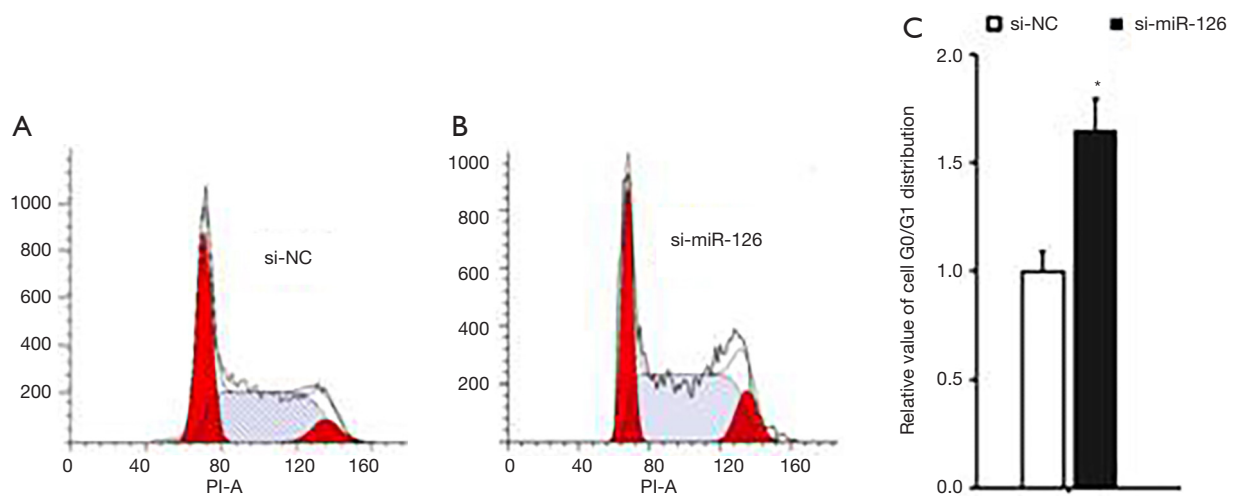 A
1000
800
600
400
200
si-NC
0 40 80 120 160
PI-A
B
1000
800
600
400
200
si-miR-126
0 40 80 120 160
PI-A
C
si-NC si-miR-126
Relative value of cell G0/G1 distribution
2.0
1.5
1.0
0.5
0.0
*